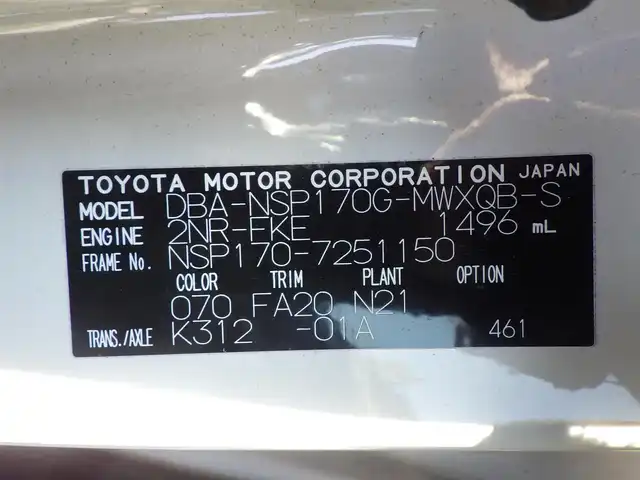 TOYOTA MOTOR CORPORATION JAPAN
MODEL DBA-NSP170G-MWXQB-S
ENGINE 2NR-FKE 1496 mL
FRAME No. NSP170-7251150
COLOR TRIM PLANT OPTION
070 FA20 N21
TRANS./AXLE K312 -01A 461